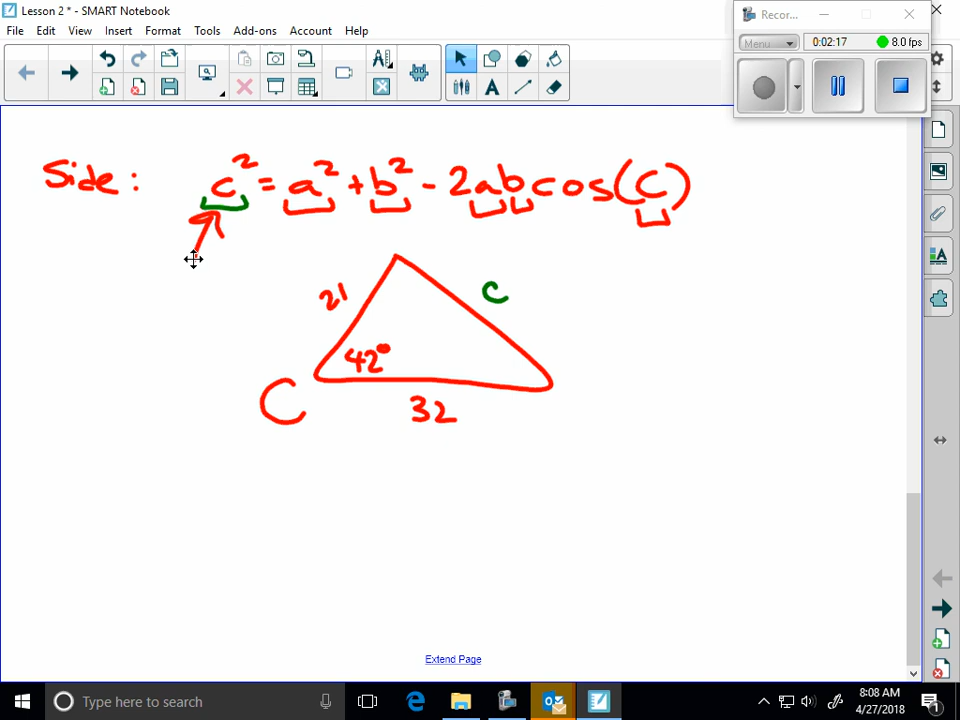 Lesson 2 * - SMART Notebook
File Edit View Insert Format Tools Add-ons Account Help
Recor...
Menu
0:02:17
8.0 fps
Side : c² = a² + b² - 2abcos(C)
21
c
42°
C
32
Extend Page
Type here to search
8:08 AM
4/27/2018
1